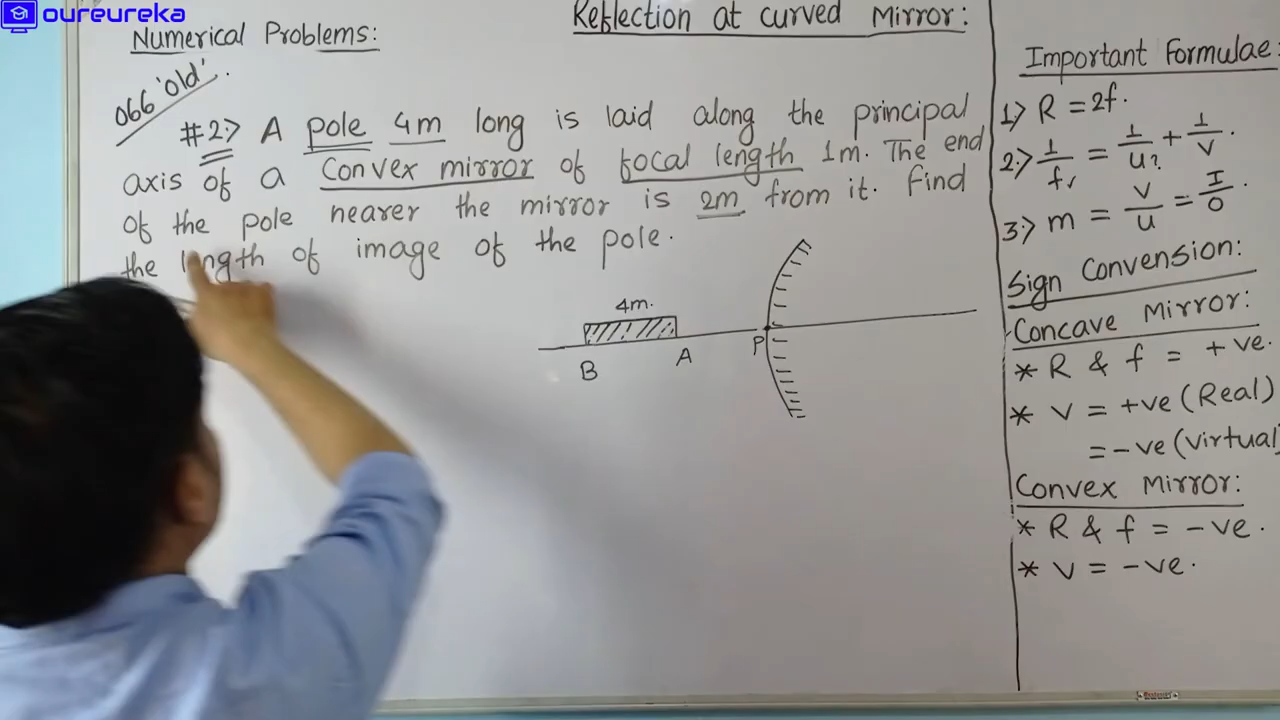 oureureka
Reflection at curved Mirror:
Numerical Problems:
066 'old'.
#2:> A pole 4m long is laid along the principal
axis of a Convex mirror of focal length 1m. The end
of the pole nearer the mirror is 2m from it. Find
the length of image of the pole.
4m.
B
A
P
Important Formulae:
1:> R = 2f.
2:> 1/f = 1/u? + 1/v.
3:> m = v/u = I/O.
Sign Convension:
Concave Mirror:
* R & f = +ve.
* v = +ve (Real)
= -ve (virtual)
Convex Mirror:
* R & f = -ve.
* v = -ve.